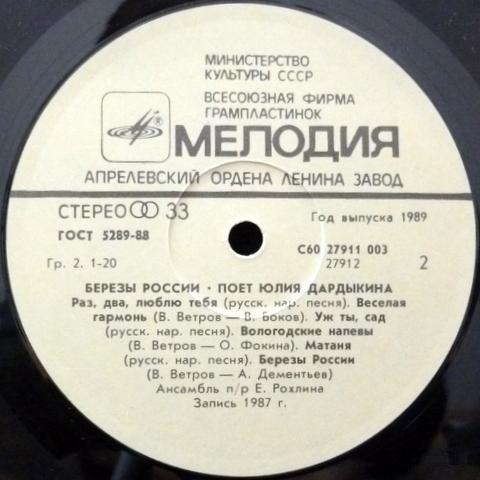 МИНИСТЕРСТВО
КУЛЬТУРЫ СССР
ВСЕСОЮЗНАЯ ФИРМА
ГРАМПЛАСТИНОК
МЕЛОДИЯ
АПРЕЛЕВСКИЙ ОРДЕНА ЛЕНИНА ЗАВОД
СТЕРЕО 33
Год выпуска 1989
ГОСТ 5289-88
С60 27911 003
Гр. 2. 1-20
27912
2
БЕРЕЗЫ РОССИИ · ПОЕТ ЮЛИЯ ДАРДЫКИНА
Раз, два, люблю тебя (русск. нар. песня). Веселая
гармонь (В. Ветров — В. Боков). Уж ты, сад
(русск. нар. песня). Вологодские напевы
(В. Ветров — О. Фокина). Матаня
(русск. нар. песня). Березы России
(В. Ветров — А. Дементьев)
Ансамбль п/р Е. Рохлина
Запись 1987 г.